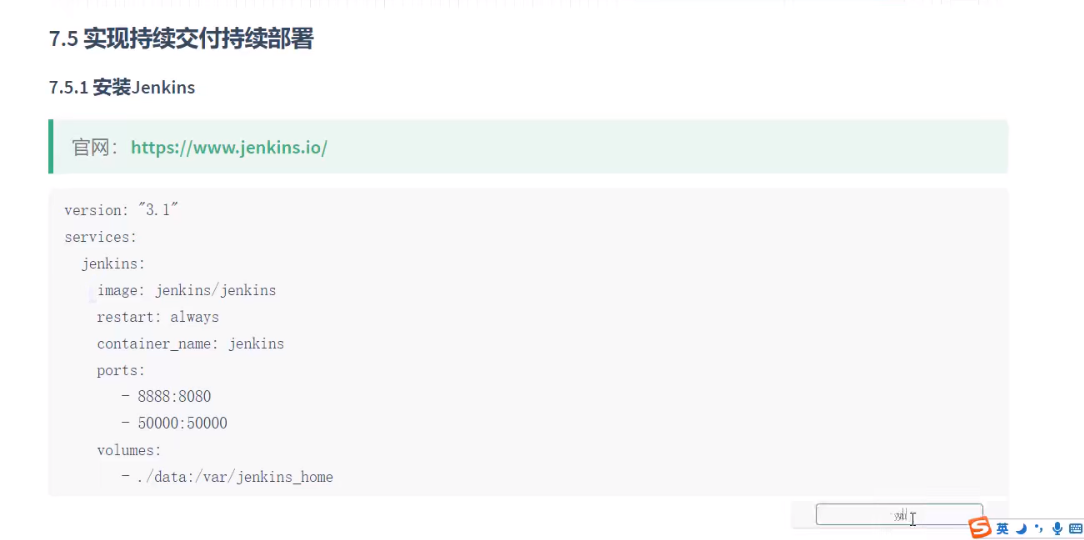 7.5 实现持续交付持续部署
7.5.1 安装Jenkins
官网： https://www.jenkins.io/
version: "3.1"
services:
  jenkins:
    image: jenkins/jenkins
    restart: always
    container_name: jenkins
    ports:
      - 8888:8080
      - 50000:50000
    volumes:
      - ./data:/var/jenkins_home
英